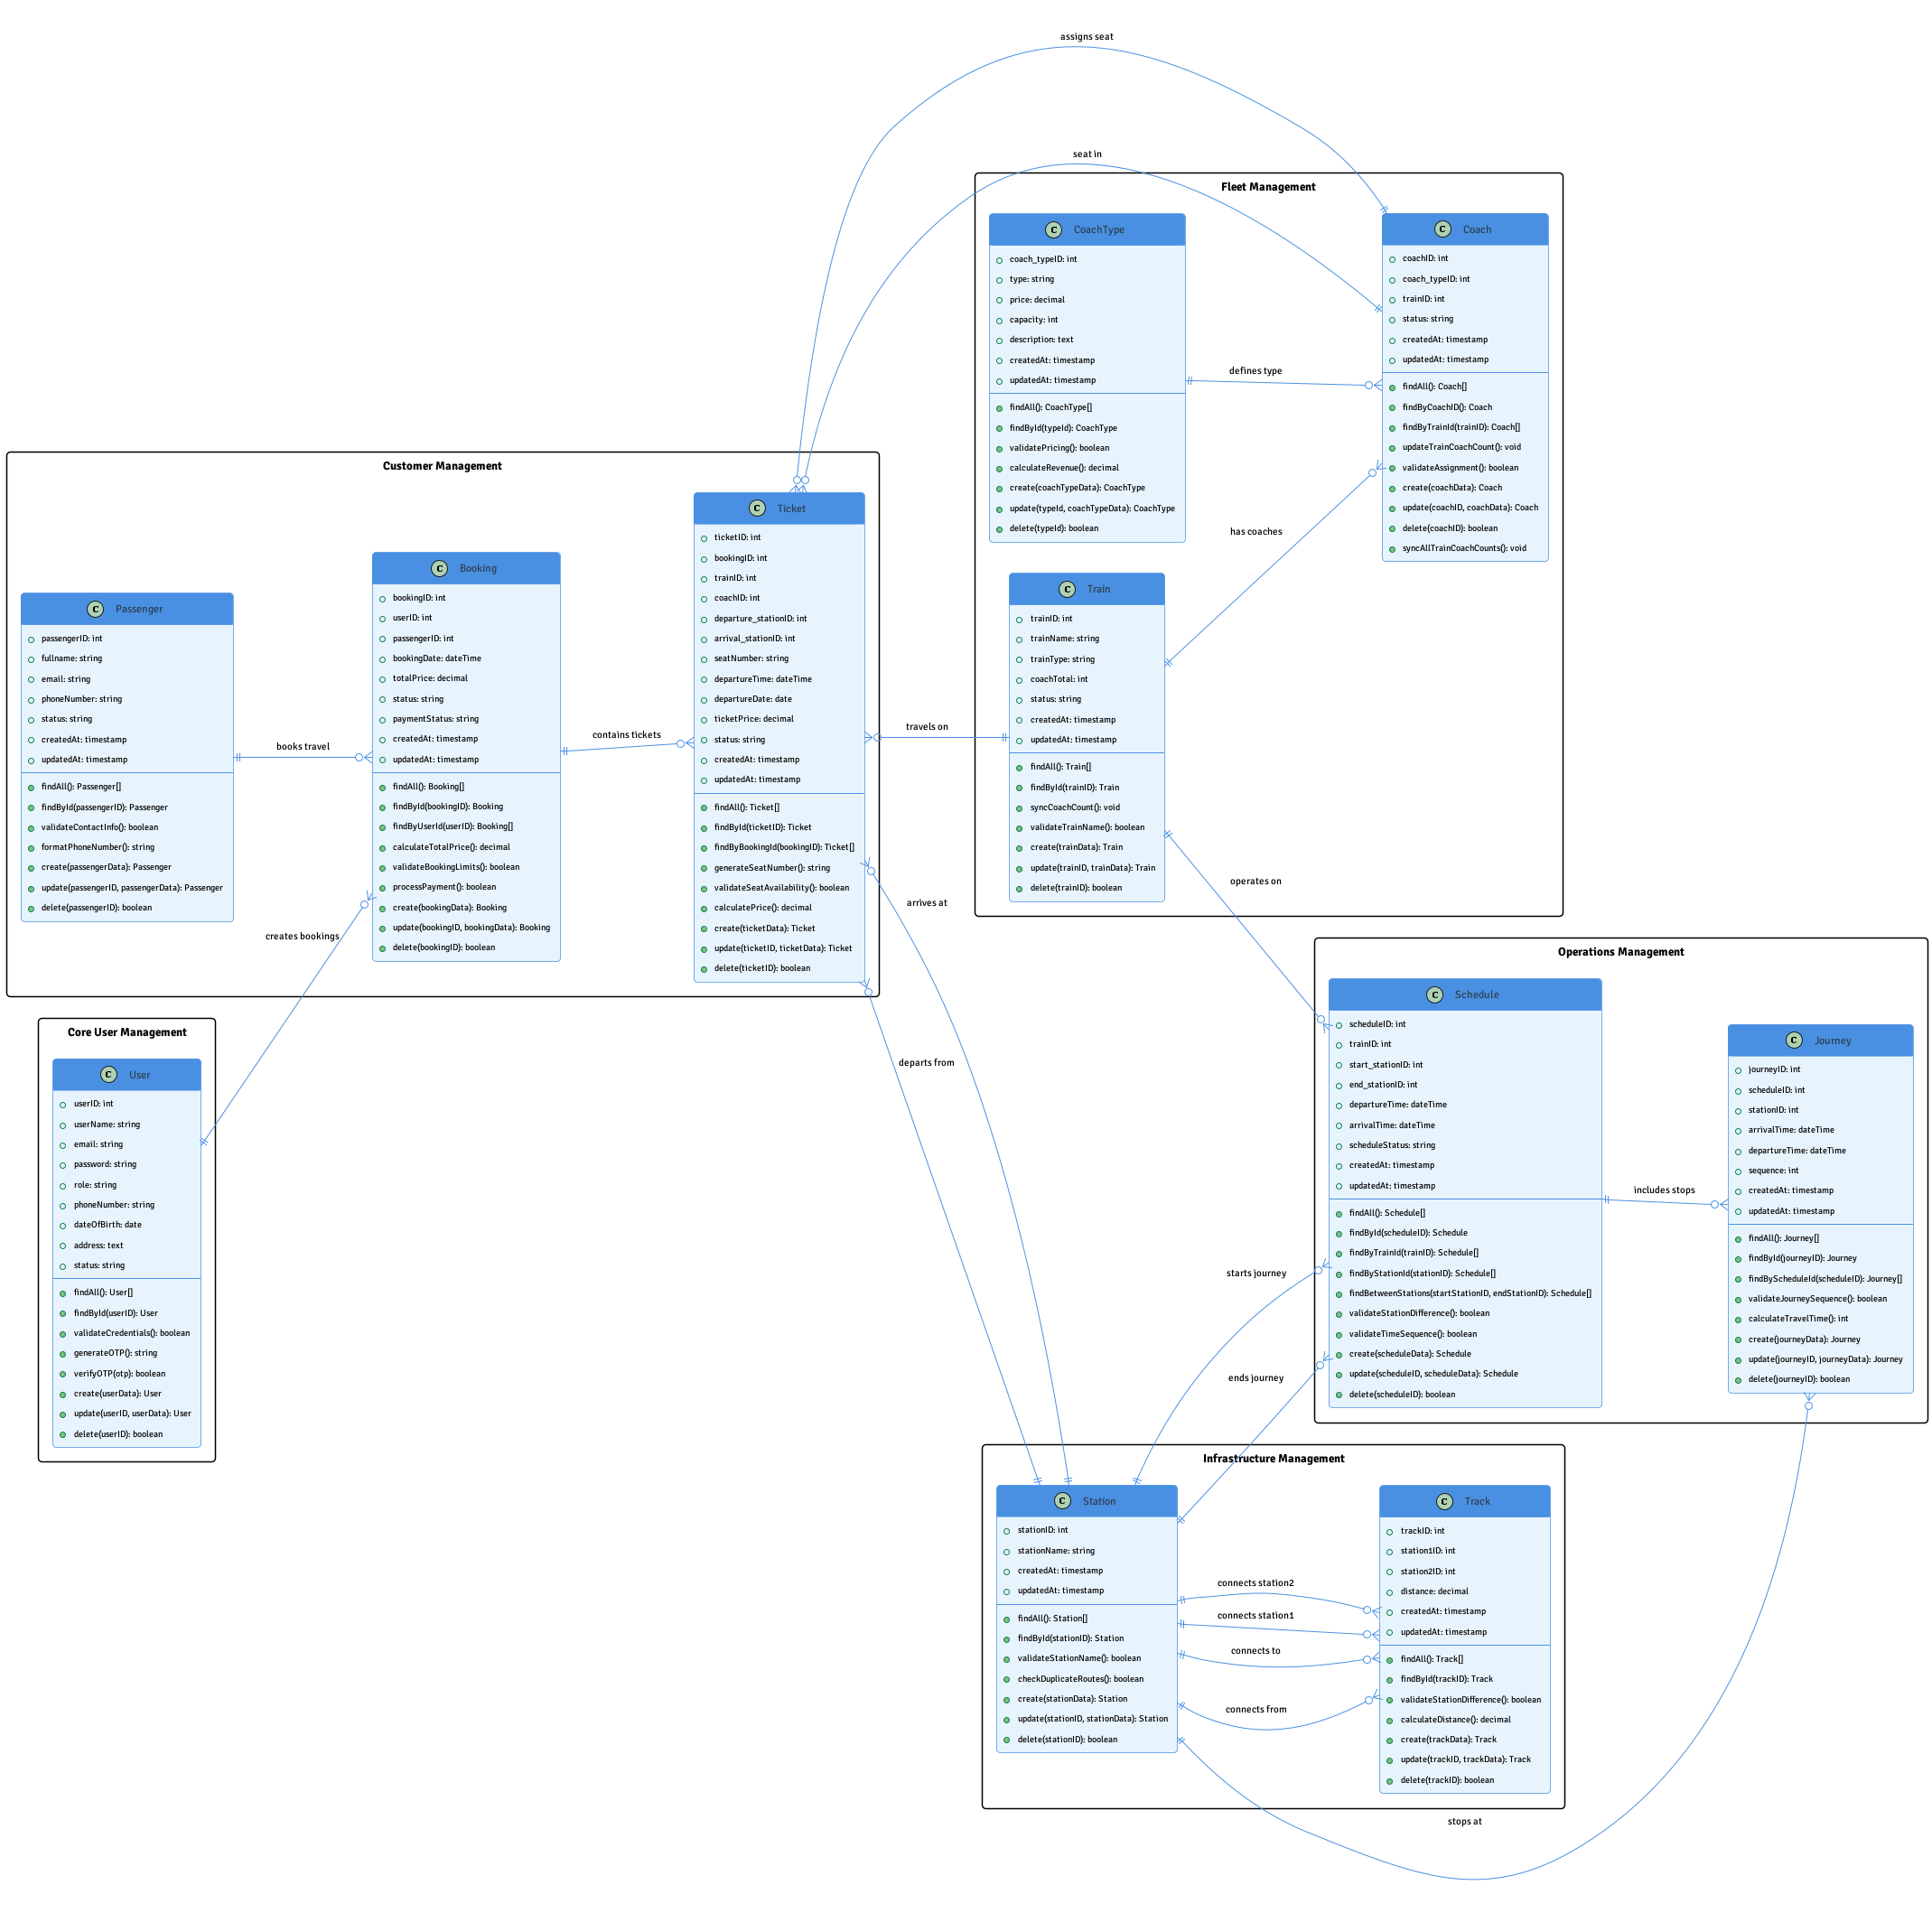 assigns seat
seat in
Fleet Management
C CoachType
coach_typeID: int
type: string
price: decimal
capacity: int
description: text
createdAt: timestamp
updatedAt: timestamp
findAll(): CoachType[]
findById(typeId): CoachType
validatePricing(): boolean
calculateRevenue(): decimal
create(coachTypeData): CoachType
update(typeId, coachTypeData): CoachType
delete(typeId): boolean
defines type
C Coach
coachID: int
coach_typeID: int
trainID: int
status: string
createdAt: timestamp
updatedAt: timestamp
findAll(): Coach[]
findByCoachID(): Coach
findByTrainId(trainID): Coach[]
updateTrainCoachCount(): void
validateAssignment(): boolean
create(coachData): Coach
update(coachID, coachData): Coach
delete(coachID): boolean
syncAllTrainCoachCounts(): void
has coaches
C Train
trainID: int
trainName: string
trainType: string
coachTotal: int
status: string
createdAt: timestamp
updatedAt: timestamp
findAll(): Train[]
findById(trainID): Train
syncCoachCount(): void
validateTrainName(): boolean
create(trainData): Train
update(trainID, trainData): Train
delete(trainID): boolean
operates on
Customer Management
C Passenger
passengerID: int
fullname: string
email: string
phoneNumber: string
status: string
createdAt: timestamp
updatedAt: timestamp
findAll(): Passenger[]
findById(passengerID): Passenger
validateContactInfo(): boolean
formatPhoneNumber(): string
create(passengerData): Passenger
update(passengerID, passengerData): Passenger
delete(passengerID): boolean
books travel
C Booking
bookingID: int
userID: int
passengerID: int
bookingDate: dateTime
totalPrice: decimal
status: string
paymentStatus: string
createdAt: timestamp
updatedAt: timestamp
findAll(): Booking[]
findById(bookingID): Booking
findByUserId(userID): Booking[]
calculateTotalPrice(): decimal
validateBookingLimits(): boolean
processPayment(): boolean
create(bookingData): Booking
update(bookingID, bookingData): Booking
delete(bookingID): boolean
contains tickets
C Ticket
ticketID: int
bookingID: int
trainID: int
coachID: int
departure_stationID: int
arrival_stationID: int
seatNumber: string
departureTime: dateTime
departureDate: date
ticketPrice: decimal
status: string
createdAt: timestamp
updatedAt: timestamp
findAll(): Ticket[]
findById(ticketID): Ticket
findByBookingId(bookingID): Ticket[]
generateSeatNumber(): string
validateSeatAvailability(): boolean
calculatePrice(): decimal
create(ticketData): Ticket
update(ticketID, ticketData): Ticket
delete(ticketID): boolean
travels on
arrives at
departs from
creates bookings
Core User Management
C User
userID: int
userName: string
email: string
password: string
role: string
phoneNumber: string
dateOfBirth: date
address: text
status: string
findAll(): User[]
findById(userID): User
validateCredentials(): boolean
generateOTP(): string
verifyOTP(otp): boolean
create(userData): User
update(userID, userData): User
delete(userID): boolean
Operations Management
C Schedule
scheduleID: int
trainID: int
start_stationID: int
end_stationID: int
departureTime: dateTime
arrivalTime: dateTime
scheduleStatus: string
createdAt: timestamp
updatedAt: timestamp
findAll(): Schedule[]
findById(scheduleID): Schedule
findByTrainId(trainID): Schedule[]
findByStationId(stationID): Schedule[]
findBetweenStations(startStationID, endStationID): Schedule[]
validateStationDifference(): boolean
validateTimeSequence(): boolean
create(scheduleData): Schedule
update(scheduleID, scheduleData): Schedule
delete(scheduleID): boolean
includes stops
C Journey
journeyID: int
scheduleID: int
stationID: int
arrivalTime: dateTime
departureTime: dateTime
sequence: int
createdAt: timestamp
updatedAt: timestamp
findAll(): Journey[]
findById(journeyID): Journey
findByScheduleId(scheduleID): Journey[]
validateJourneySequence(): boolean
calculateTravelTime(): int
create(journeyData): Journey
update(journeyID, journeyData): Journey
delete(journeyID): boolean
starts journey
ends journey
Infrastructure Management
C Station
stationID: int
stationName: string
createdAt: timestamp
updatedAt: timestamp
findAll(): Station[]
findById(stationID): Station
validateStationName(): boolean
checkDuplicateRoutes(): boolean
create(stationData): Station
update(stationID, stationData): Station
delete(stationID): boolean
connects station2
connects station1
connects to
connects from
C Track
trackID: int
station1ID: int
station2ID: int
distance: decimal
createdAt: timestamp
updatedAt: timestamp
findAll(): Track[]
findById(trackID): Track
validateStationDifference(): boolean
calculateDistance(): decimal
create(trackData): Track
update(trackID, trackData): Track
delete(trackID): boolean
stops at